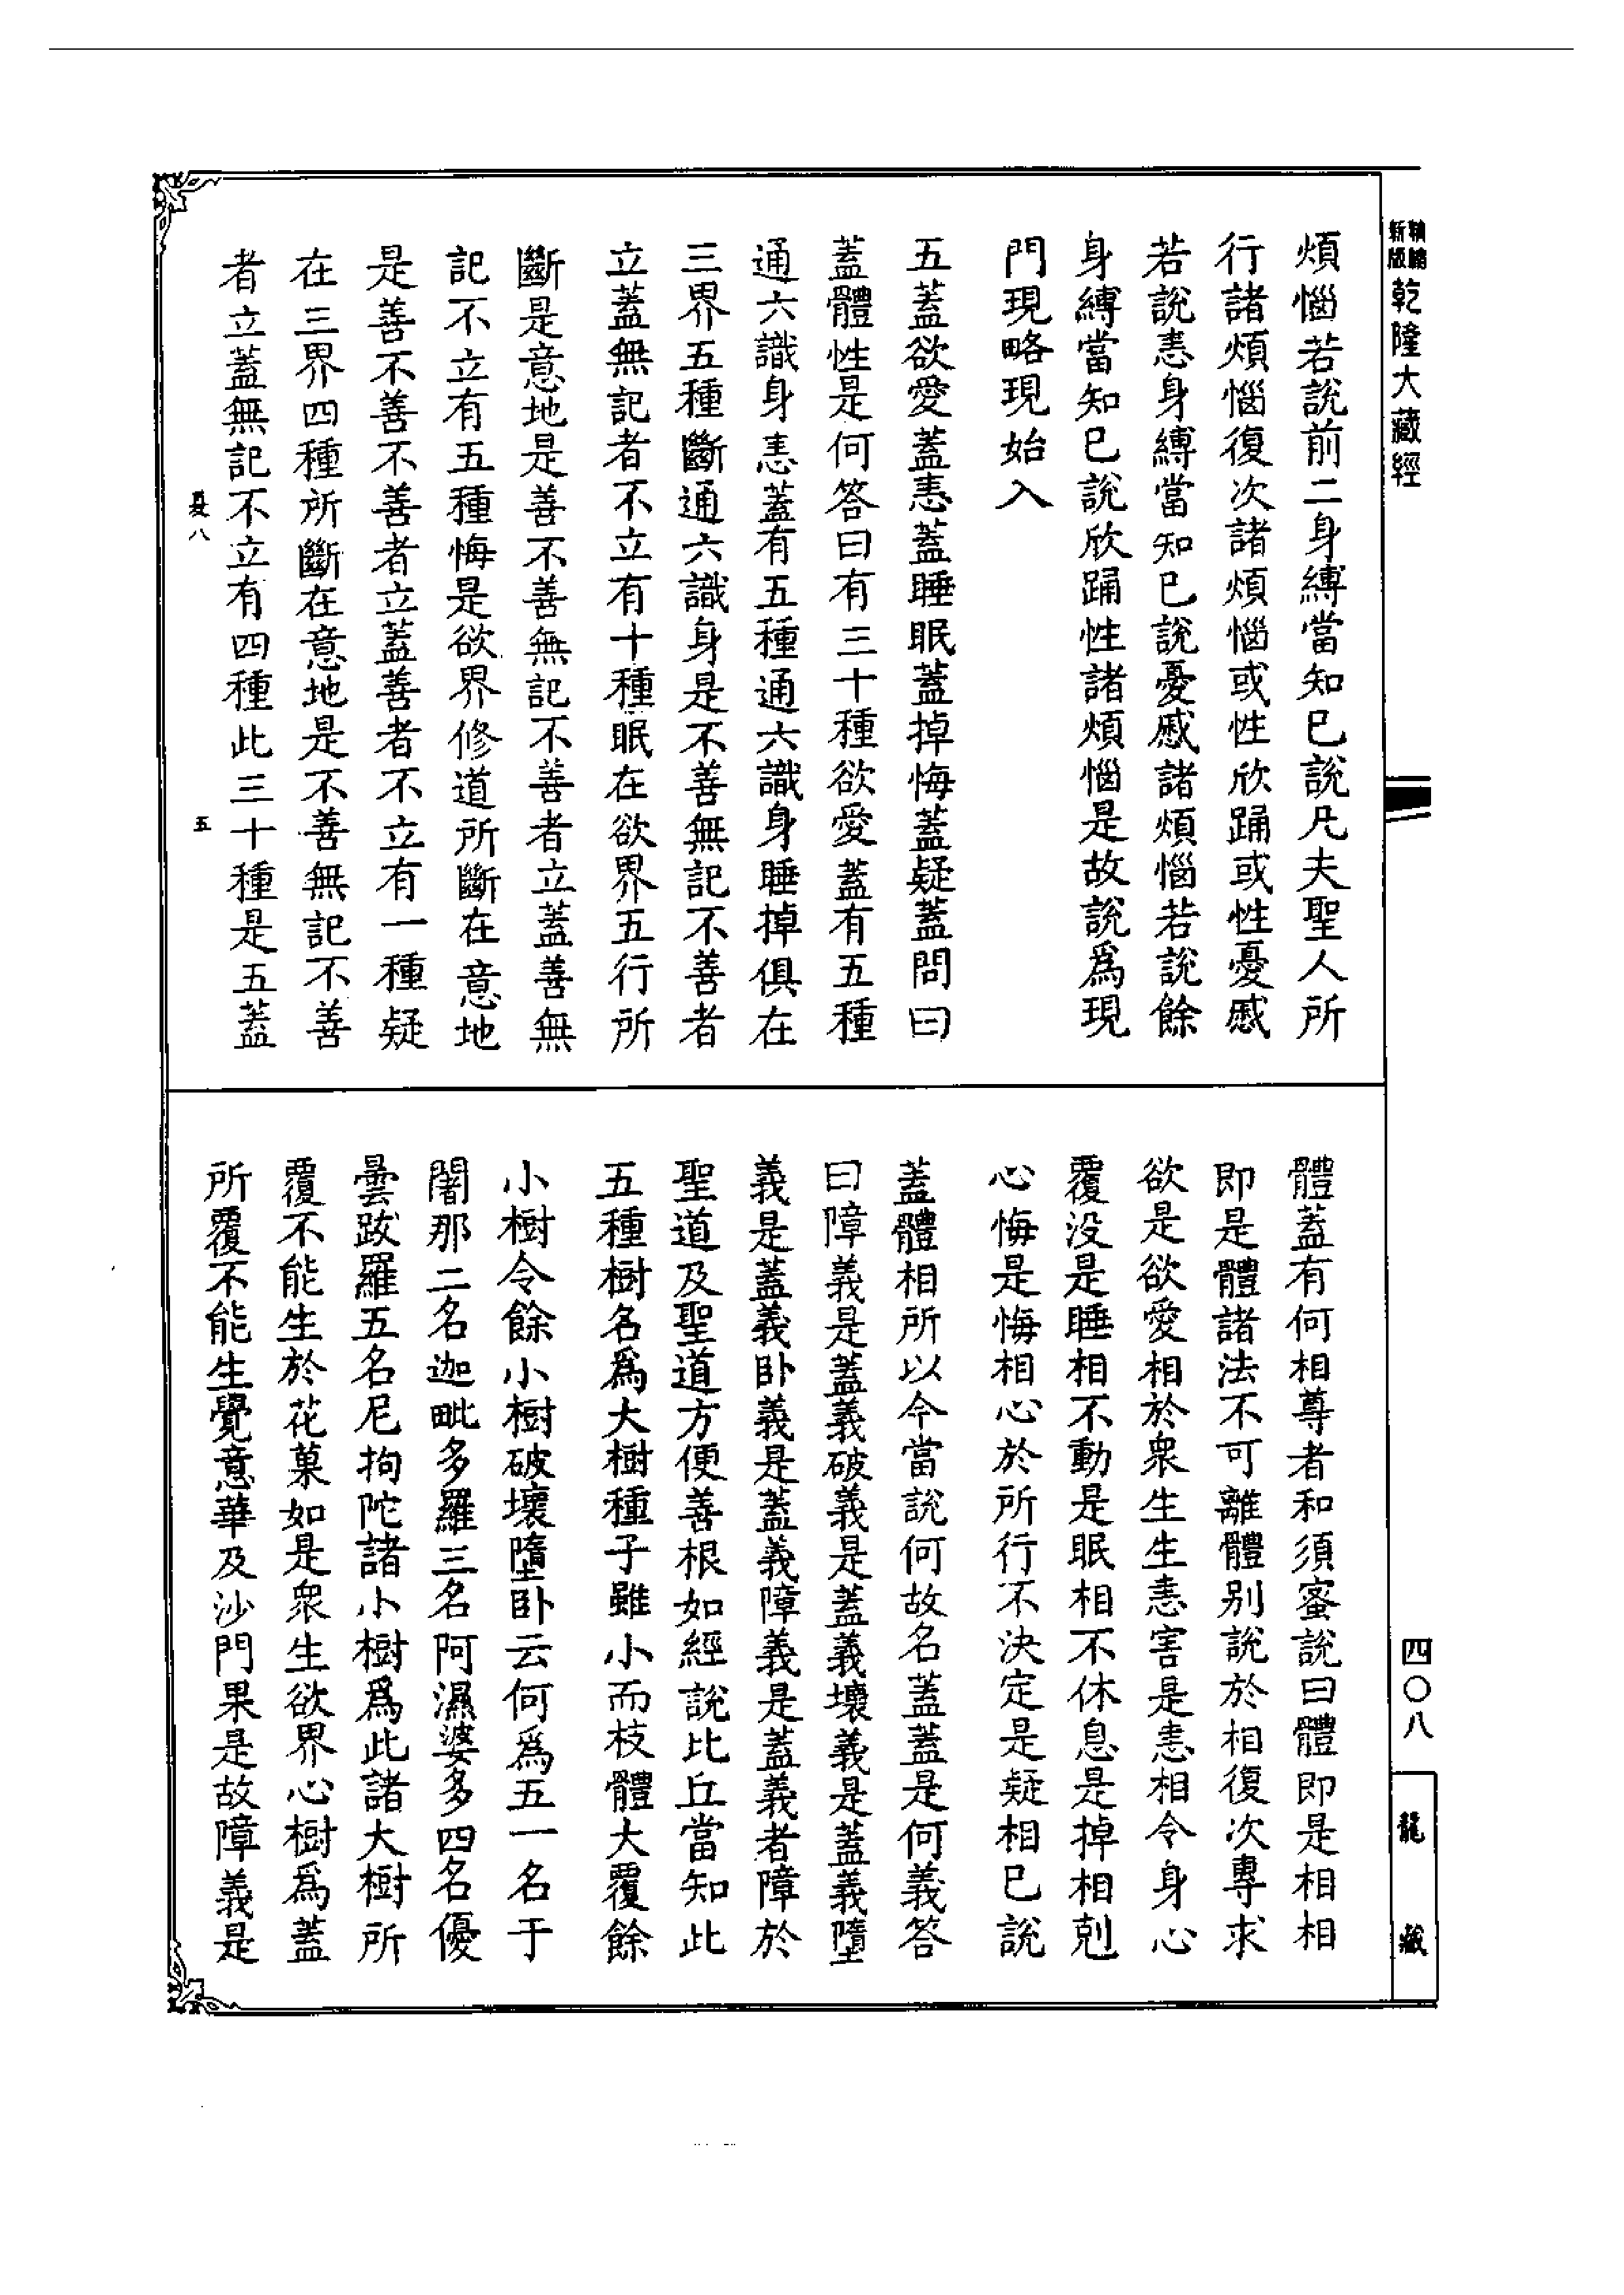 新版
乾隆大藏經
煩惱若說前二身縛當知已說凡夫聖人所
行諸煩惱復次諸煩惱或性欣踊或性憂慼
若說恚身縛當知已說憂慼諸煩惱若說餘
身縛當知已說欣踊性諸煩惱是故說爲現
門現略現始入
五蓋欲愛蓋恚蓋睡眠蓋掉悔蓋疑蓋問曰
蓋體性是何答曰有三十種欲愛蓋有五種
通六識身恚蓋有五種通六識身睡掉俱在
三界五種斷通六識身是不善無記不善者
立蓋無記者不立有十種眠在欲界五行所
斷是意地是善不善無記不善者立蓋善無
記不立有五種悔是欲界修道所斷在意地
是善不善不善者立蓋善者不立有一種疑
在三界四種所斷在意地是不善無記不善
者立蓋無記不立有四種此三十種是五蓋
八
五
體蓋有何相尊者和須蜜說曰體即是相相
即是體諸法不可離體别說於相復次專求
欲是欲愛相於衆生生恚害是恚相令身心
覆没是睡相不動是眠相不休息是掉相剋
心悔是悔相心於所行不決定是疑相已說
蓋體相所以今當說何故名蓋蓋是何義答
曰障義是蓋義破義是蓋義壞義是蓋義墮
義是蓋義卧義是蓋義障義是蓋義者障於
聖道及聖道方便善根如經說比丘當知此
五種樹名爲大樹種子雖小而枝體大覆餘
小樹令餘小樹破壞墮卧云何爲五一名于
闍那二名迦毗多羅三名阿濕婆多四名優
曇跋羅五名尼拘陀諸小樹爲此諸大樹所
覆不能生於花菓如是衆生欲界心樹爲蓋
所覆不能生覺意華及沙門果是故障義是
四〇八
龍藏